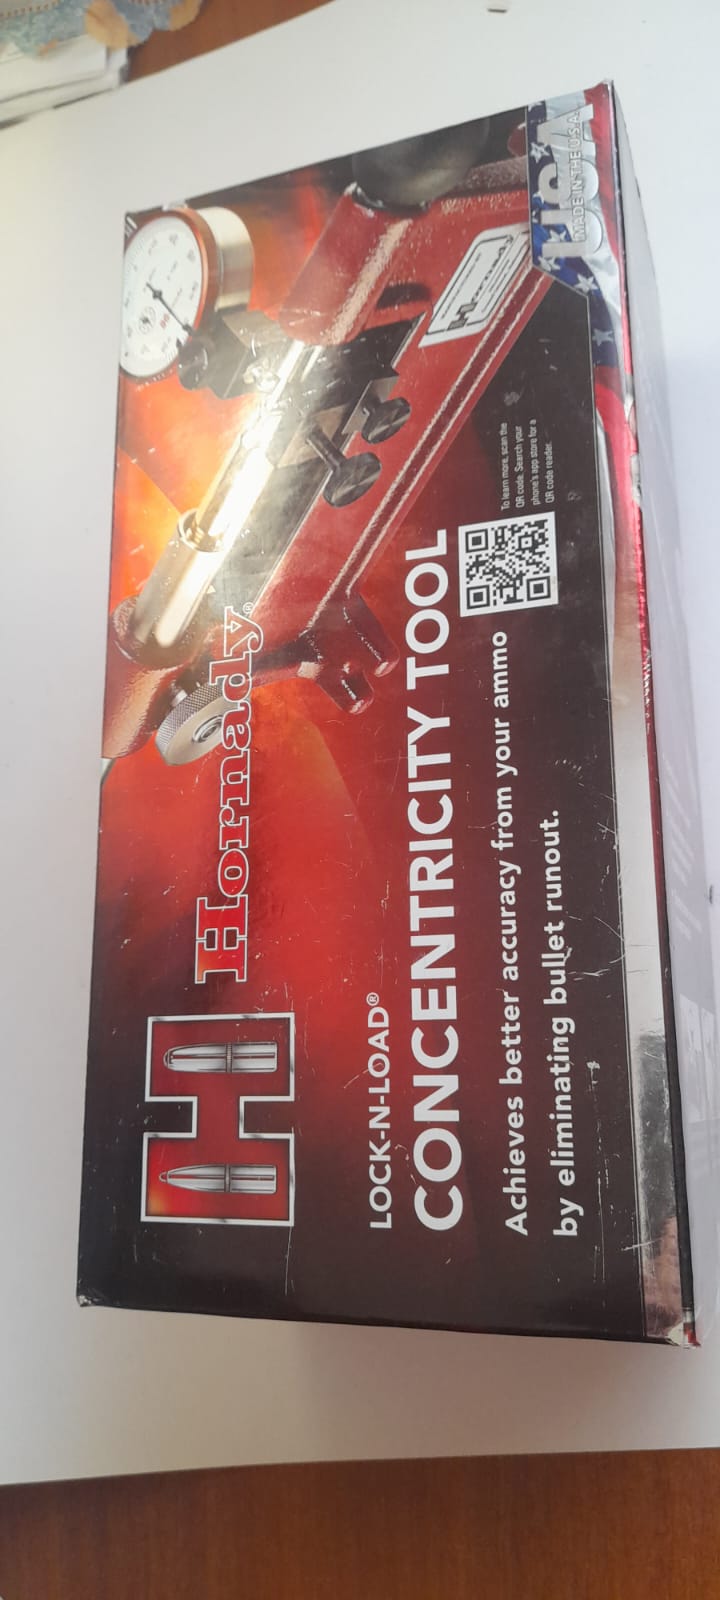 Hornady®
LOCK-N-LOAD®
CONCENTRICITY TOOL
Achieves better accuracy from your ammo
by eliminating bullet runout.
To learn more, scan the
QR code. Search your
phone's app store for a
QR code reader.
USA
MADE IN THE U.S.A.